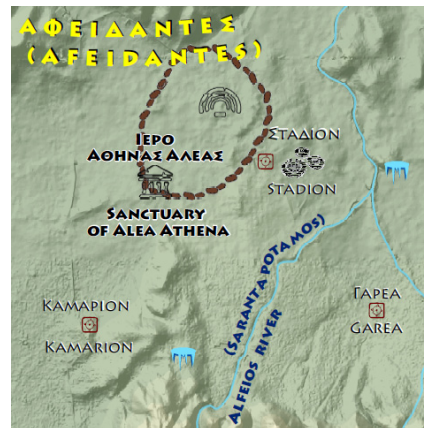 ΑΦΕΙΔΑΝΤΕΣ
(AFEIDANTES)
ΙΕΡΟ
ΑΘΗΝΑΣ ΑΛΕΑΣ
SANCTUARY
OF ALEA ATHENA
ΣΤΑΔΙΟΝ
STADION
(SARANTAPOTAMOS)
ALFEIOS RIVER
ΚΑΜΑΡΙΟΝ
KAMARION
ΓΑΡΕΑ
GAREA